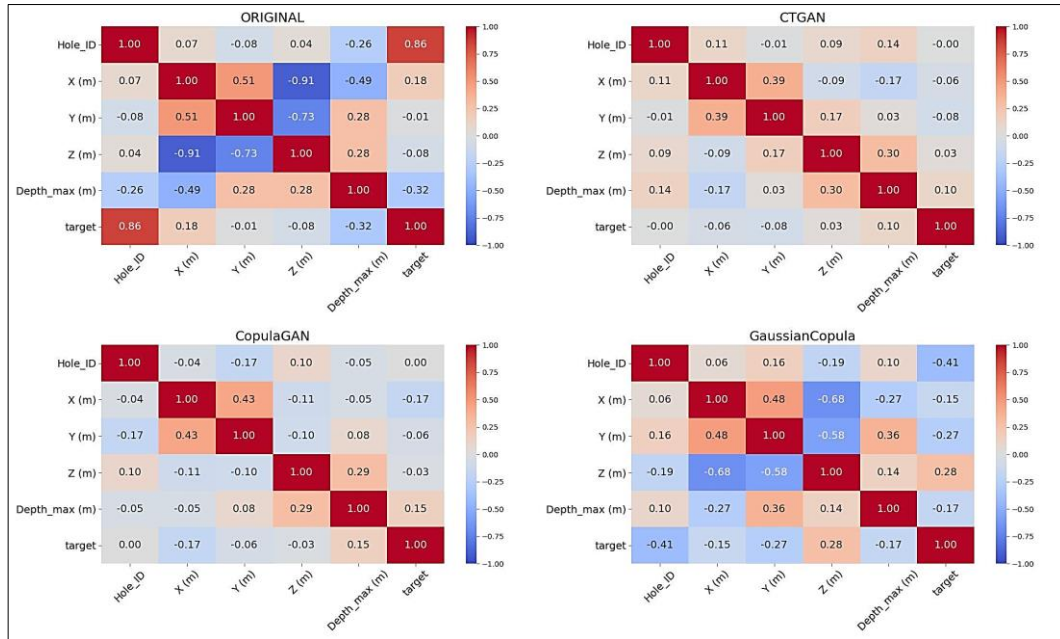 ORIGINAL
Hole_ID 1.00 0.07 -0.08 0.04 -0.26 0.86
X (m) 0.07 1.00 0.51 -0.91 -0.49 0.18
Y (m) -0.08 0.51 1.00 -0.73 0.28 -0.01
Z (m) 0.04 -0.91 -0.73 1.00 0.28 -0.08
Depth_max (m) -0.26 -0.49 0.28 0.28 1.00 -0.32
target 0.86 0.18 -0.01 -0.08 -0.32 1.00
Hole_ID X (m) Y (m) Z (m) Depth_max (m) target
1.00
0.75
0.50
0.25
0.00
-0.25
-0.50
-0.75
-1.00
CTGAN
Hole_ID 1.00 0.11 -0.01 0.09 0.14 -0.00
X (m) 0.11 1.00 0.39 -0.09 -0.17 -0.06
Y (m) -0.01 0.39 1.00 0.17 0.03 -0.08
Z (m) 0.09 -0.09 0.17 1.00 0.30 0.03
Depth_max (m) 0.14 -0.17 0.03 0.30 1.00 0.10
target -0.00 -0.06 -0.08 0.03 0.10 1.00
Hole_ID X (m) Y (m) Z (m) Depth_max (m) target
1.00
0.75
0.50
0.25
0.00
-0.25
-0.50
-0.75
-1.00
CopulaGAN
Hole_ID 1.00 -0.04 -0.17 0.10 -0.05 0.00
X (m) -0.04 1.00 0.43 -0.11 -0.05 -0.17
Y (m) -0.17 0.43 1.00 -0.10 0.08 -0.06
Z (m) 0.10 -0.11 -0.10 1.00 0.29 -0.03
Depth_max (m) -0.05 -0.05 0.08 0.29 1.00 0.15
target 0.00 -0.17 -0.06 -0.03 0.15 1.00
Hole_ID X (m) Y (m) Z (m) Depth_max (m) target
1.00
0.75
0.50
0.25
0.00
-0.25
-0.50
-0.75
-1.00
GaussianCopula
Hole_ID 1.00 0.06 0.16 -0.19 0.10 -0.41
X (m) 0.06 1.00 0.48 -0.68 -0.27 -0.15
Y (m) 0.16 0.48 1.00 -0.58 0.36 -0.27
Z (m) -0.19 -0.68 -0.58 1.00 0.14 0.28
Depth_max (m) 0.10 -0.27 0.36 0.14 1.00 -0.17
target -0.41 -0.15 -0.27 0.28 -0.17 1.00
Hole_ID X (m) Y (m) Z (m) Depth_max (m) target
1.00
0.75
0.50
0.25
0.00
-0.25
-0.50
-0.75
-1.00